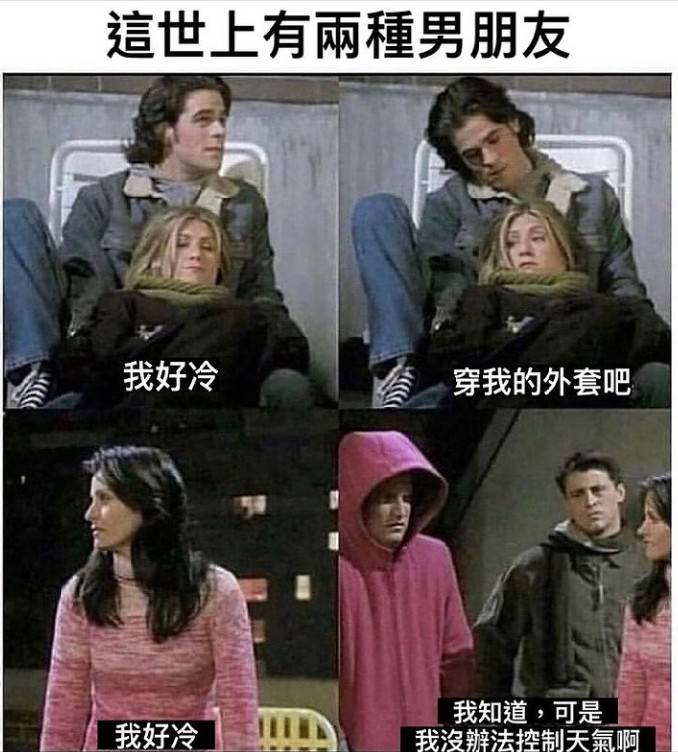 這世上有兩種男朋友
我好冷
穿我的外套吧
我好冷
我知道，可是
我沒辦法控制天氣啊